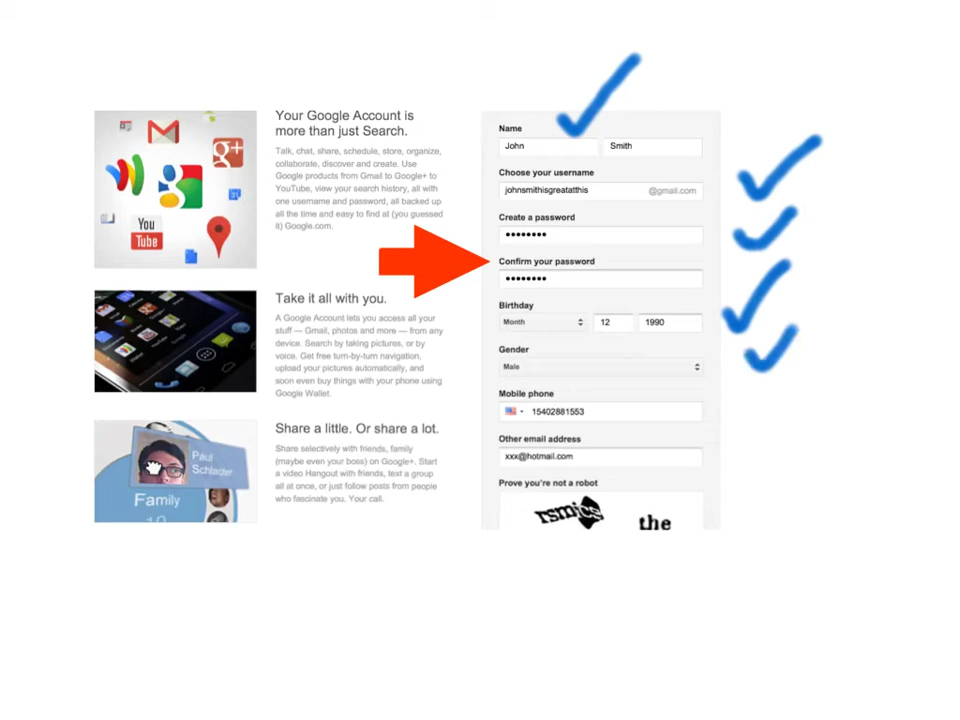 Your Google Account is
more than just Search.
Talk, chat, share, schedule, store, organize,
collaborate, discover and create. Use
Google products from Gmail to Google+ to
YouTube, view your search history, all with
one username and password, all backed up
all the time and easy to find at (you guessed
it) Google.com.
g+
g
31
You
Tube
Take it all with you.
A Google Account lets you access all your
stuff — Gmail, photos and more — from any
device. Search by taking pictures, or by
voice. Get free turn-by-turn navigation,
upload your pictures automatically, and
soon even buy things with your phone using
Google Wallet.
Share a little. Or share a lot.
Share selectively with friends, family
(maybe even your boss) on Google+. Start
a video Hangout with friends, text a group
all at once, or just follow posts from people
who fascinate you. Your call.
Paul
Schlader
Family
10
Name
John Smith
Choose your username
johnsmithisgreatatthis @gmail.com
Create a password
••••••••
Confirm your password
••••••••
Birthday
Month 12 1990
Gender
Male
Mobile phone
15402881553
Other email address
xxx@hotmail.com
Prove you're not a robot
the